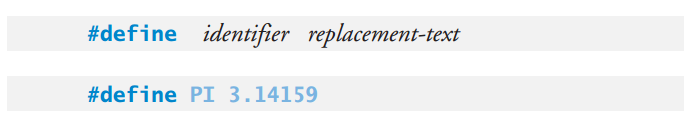 #define identifier replacement-text
#define PI 3.14159